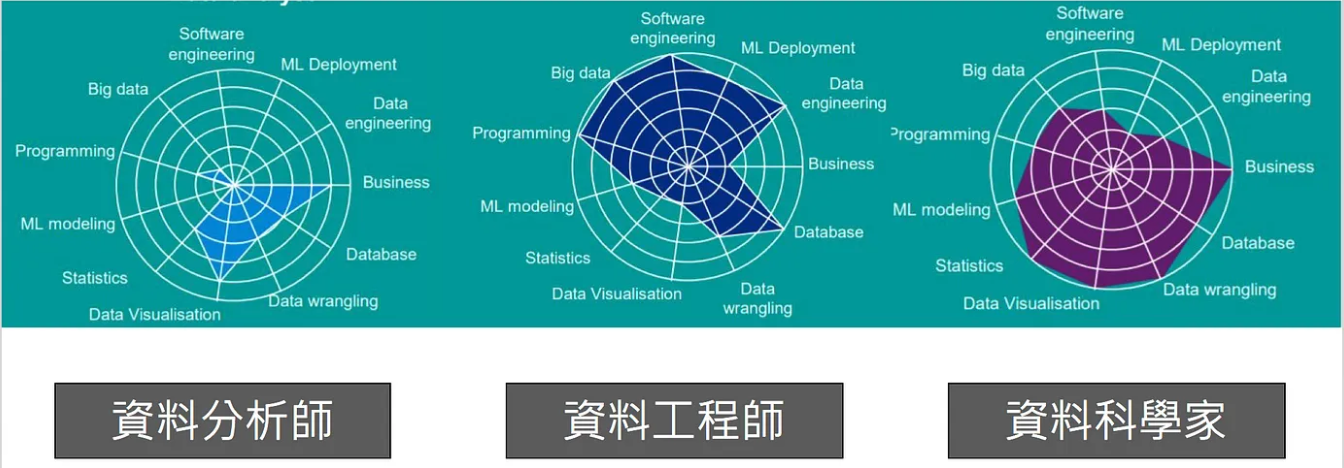 Software
engineering
ML Deployment
Data
engineering
Business
Database
Data wrangling
Data Visualisation
Statistics
ML modeling
Programming
Big data
Software
engineering
ML Deployment
Data
engineering
Business
Database
Data
wrangling
Data Visualisation
Statistics
ML modeling
Programming
Big data
Software
engineering
ML Deployment
Data
engineering
Business
Database
Data wrangling
Data Visualisation
Statistics
ML modeling
Programming
Big data
資料分析師
資料工程師
資料科學家